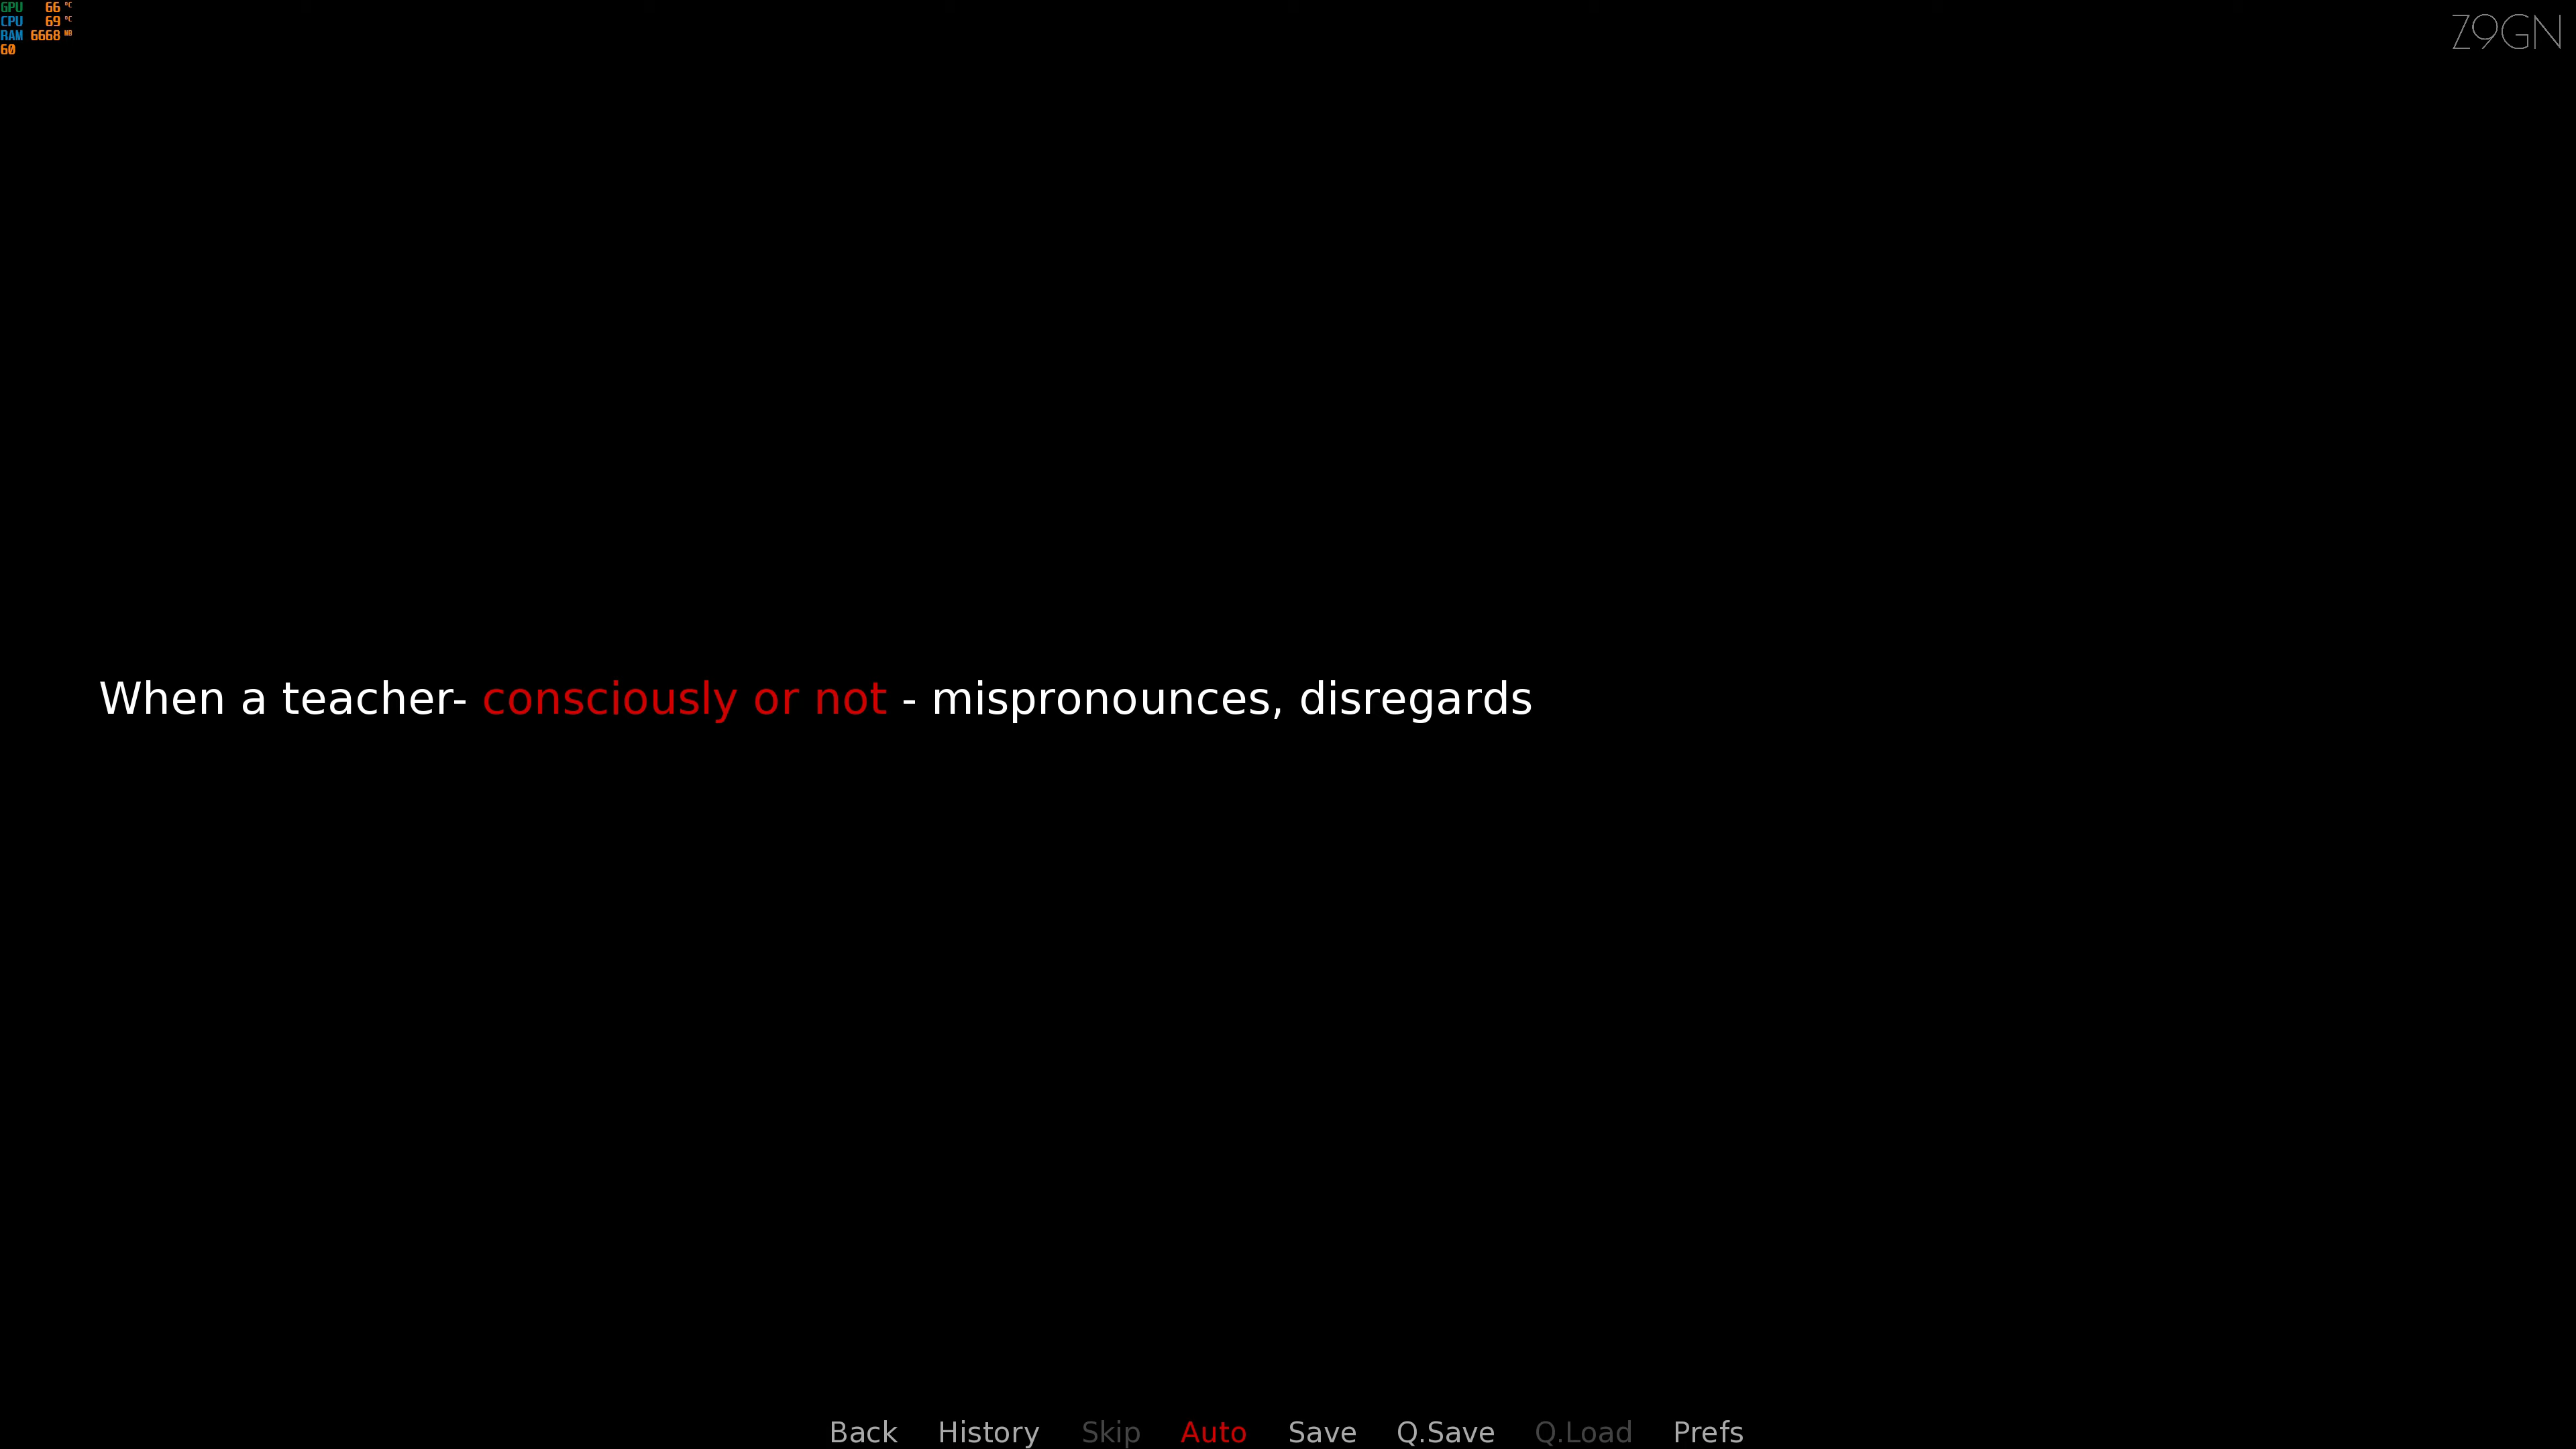 GPU 66 °C
CPU 69 °C
RAM 6668 MB
60
Z9GN
When a teacher- consciously or not - mispronounces, disregards
Back History Skip Auto Save Q.Save Q.Load Prefs